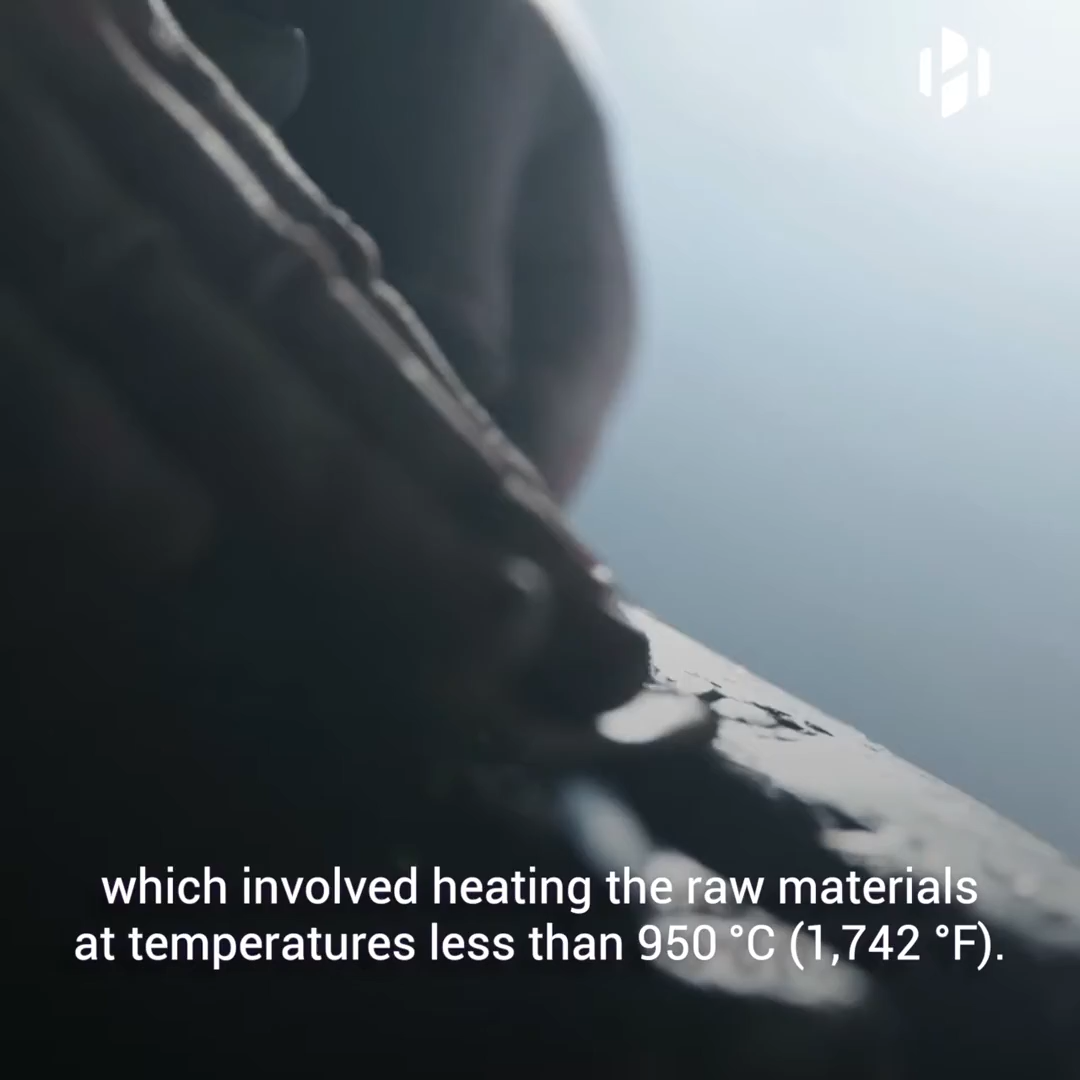 which involved heating the raw materials
at temperatures less than 950 °C (1,742 °F).